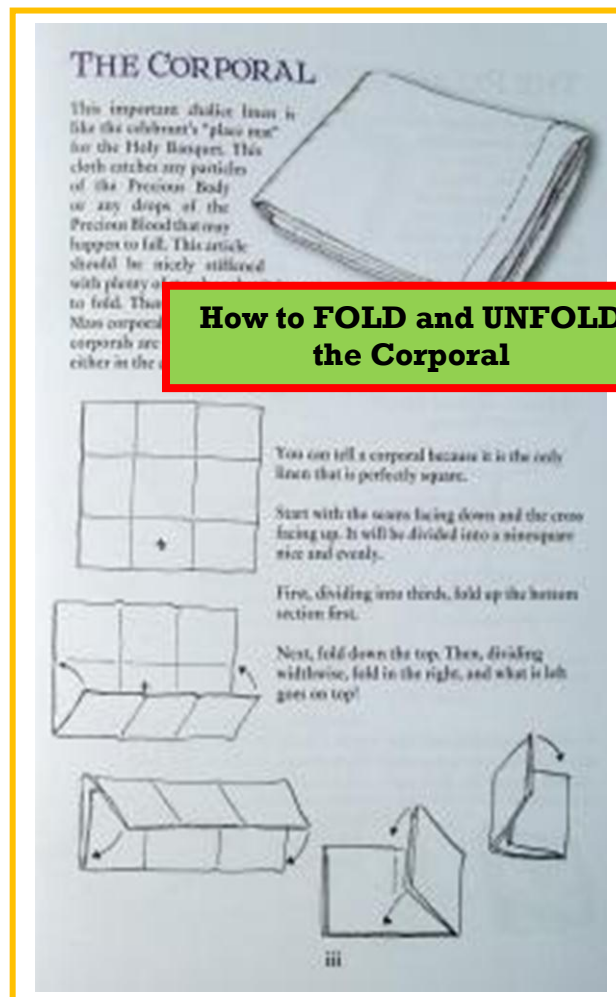 THE CORPORAL
This important chalice linen is
like the celebrant's "place mat"
for the Holy Banquet. This
cloth catches any particles
of the Precious Body
or any drops of the
Precious Blood that may
happen to fall. This article
should be nicely stiffened
with plenty of
to fold.
Mass
corporals are
either in the
How to FOLD and UNFOLD
the Corporal
You can tell a corporal because it is the only
linen that is perfectly square.
Start with the seams facing down and the cross
facing up. It will be divided into a ninesquare
nice and evenly.
First, dividing into thirds, fold up the bottom
section first.
Next, fold down the top. Then, dividing
widthwise, fold in the right, and what is left
goes on top!
iii